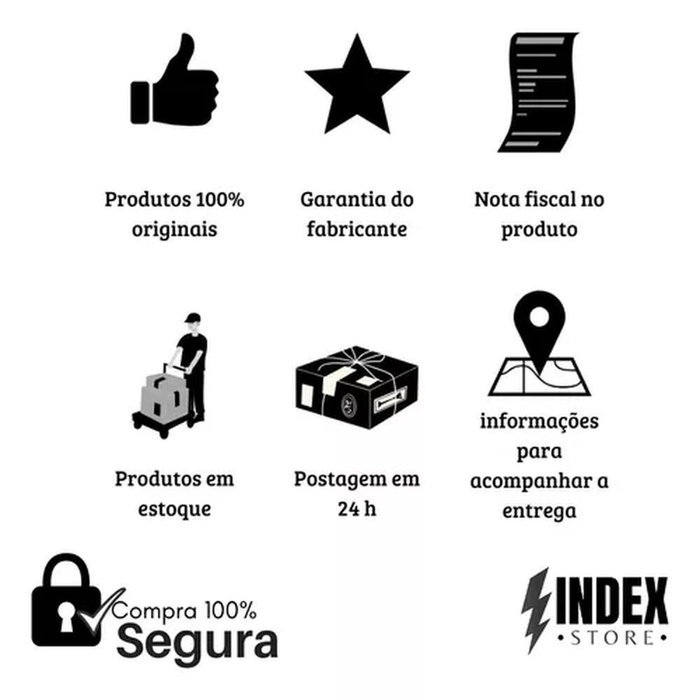 Produtos 100%
originais
Garantia do
fabricante
Nota fiscal no
produto
Produtos em
estoque
Postagem em
24 h
informações
para
acompanhar a
entrega
Compra 100%
Segura
INDEX
•STORE•